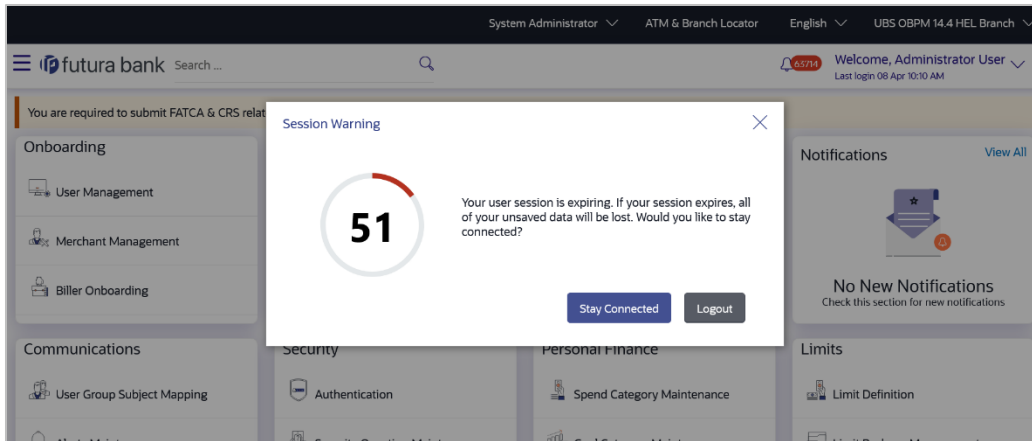 System Administrator
ATM & Branch Locator
English
UBS OBPM 14.4 HEL Branch
futura bank
Search ...
63714
Welcome, Administrator User
Last login 08 Apr 10:10 AM
You are required to submit FATCA & CRS relat
Session Warning
51
Your user session is expiring. If your session expires, all
of your unsaved data will be lost. Would you like to stay
connected?
Stay Connected
Logout
Onboarding
User Management
Merchant Management
Biller Onboarding
Notifications
View All
No New Notifications
Check this section for new notifications
Communications
User Group Subject Mapping
Security
Authentication
Personal Finance
Spend Category Maintenance
Limits
Limit Definition